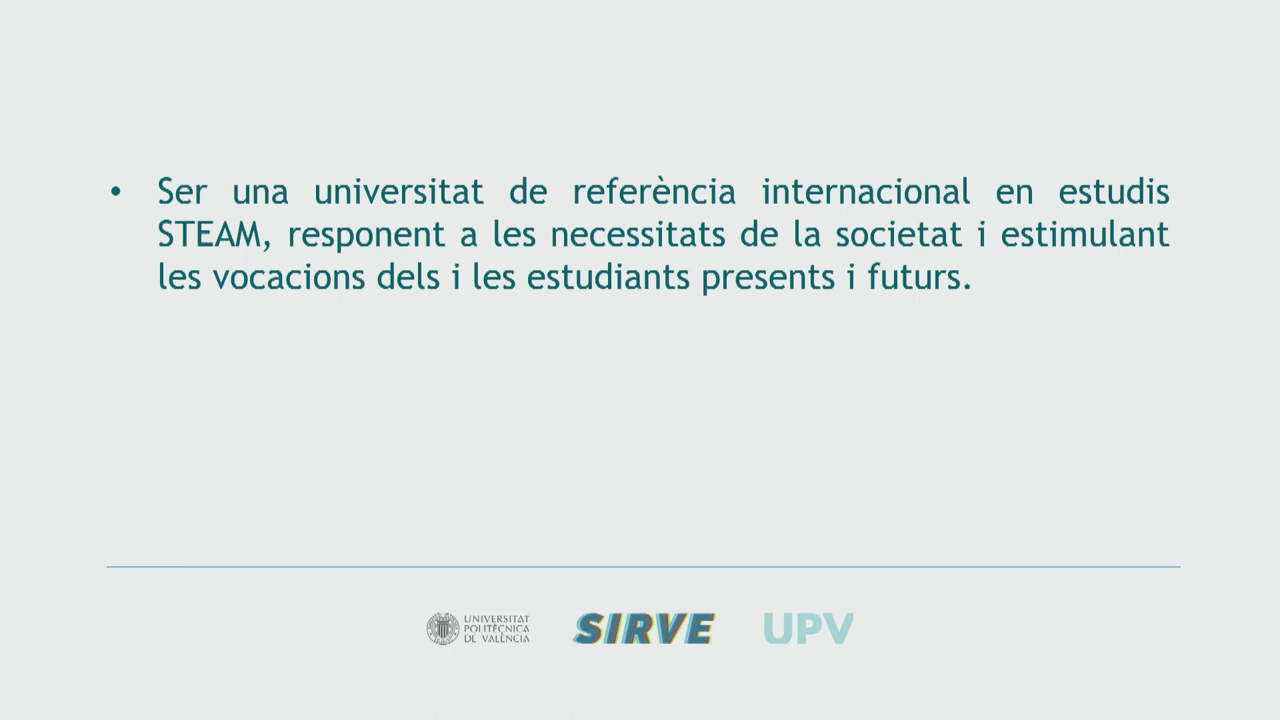 • Ser una universitat de referència internacional en estudis
STEAM, responent a les necessitats de la societat i estimulant
les vocacions dels i les estudiants presents i futurs.
UNIVERSITAT
POLITÈCNICA
DE VALÈNCIA
SIRVE
UPV